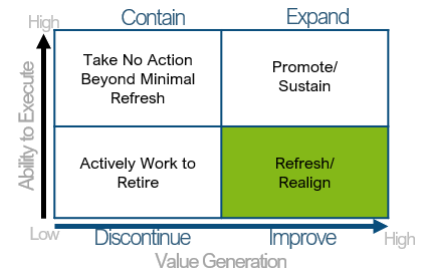 Contain
Expand
High
Take No Action
Beyond Minimal
Refresh
Promote/
Sustain
Ability to Execute
Actively Work to
Retire
Refresh/
Realign
Low
Discontinue
Improve
High
Value Generation